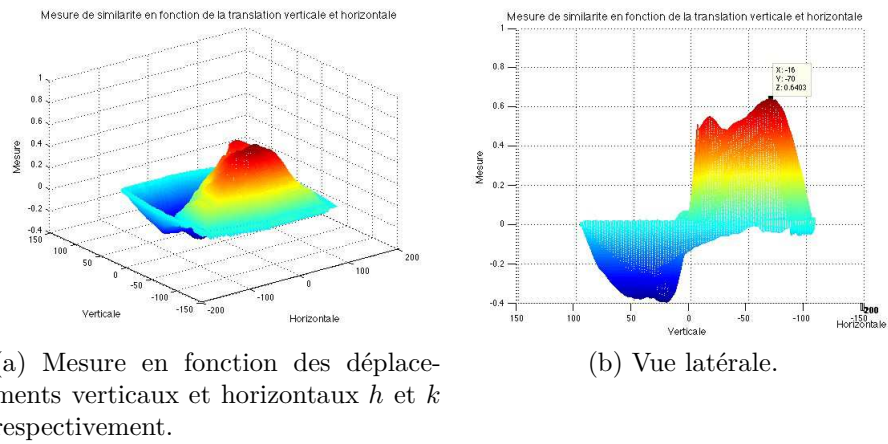 Mesure de similarite en fonction de la translation verticale et horizontale
1
0.8
0.6
0.4
0.2
0
-0.2
-0.4
Mesure
150
100
50
0
-50
-100
-150
Verticale
-200
-100
0
100
200
Horizontale
Mesure de similarite en fonction de la translation verticale et horizontale
1
0.8
0.6
0.4
0.2
0
-0.2
-0.4
Mesure
X: -16
Y: -70
Z: 0.6403
150
100
50
0
-50
-100
-150
200
Verticale
Horizontale
(a) Mesure en fonction des déplace-
ments verticaux et horizontaux h et k
respectivement.
(b) Vue latérale.